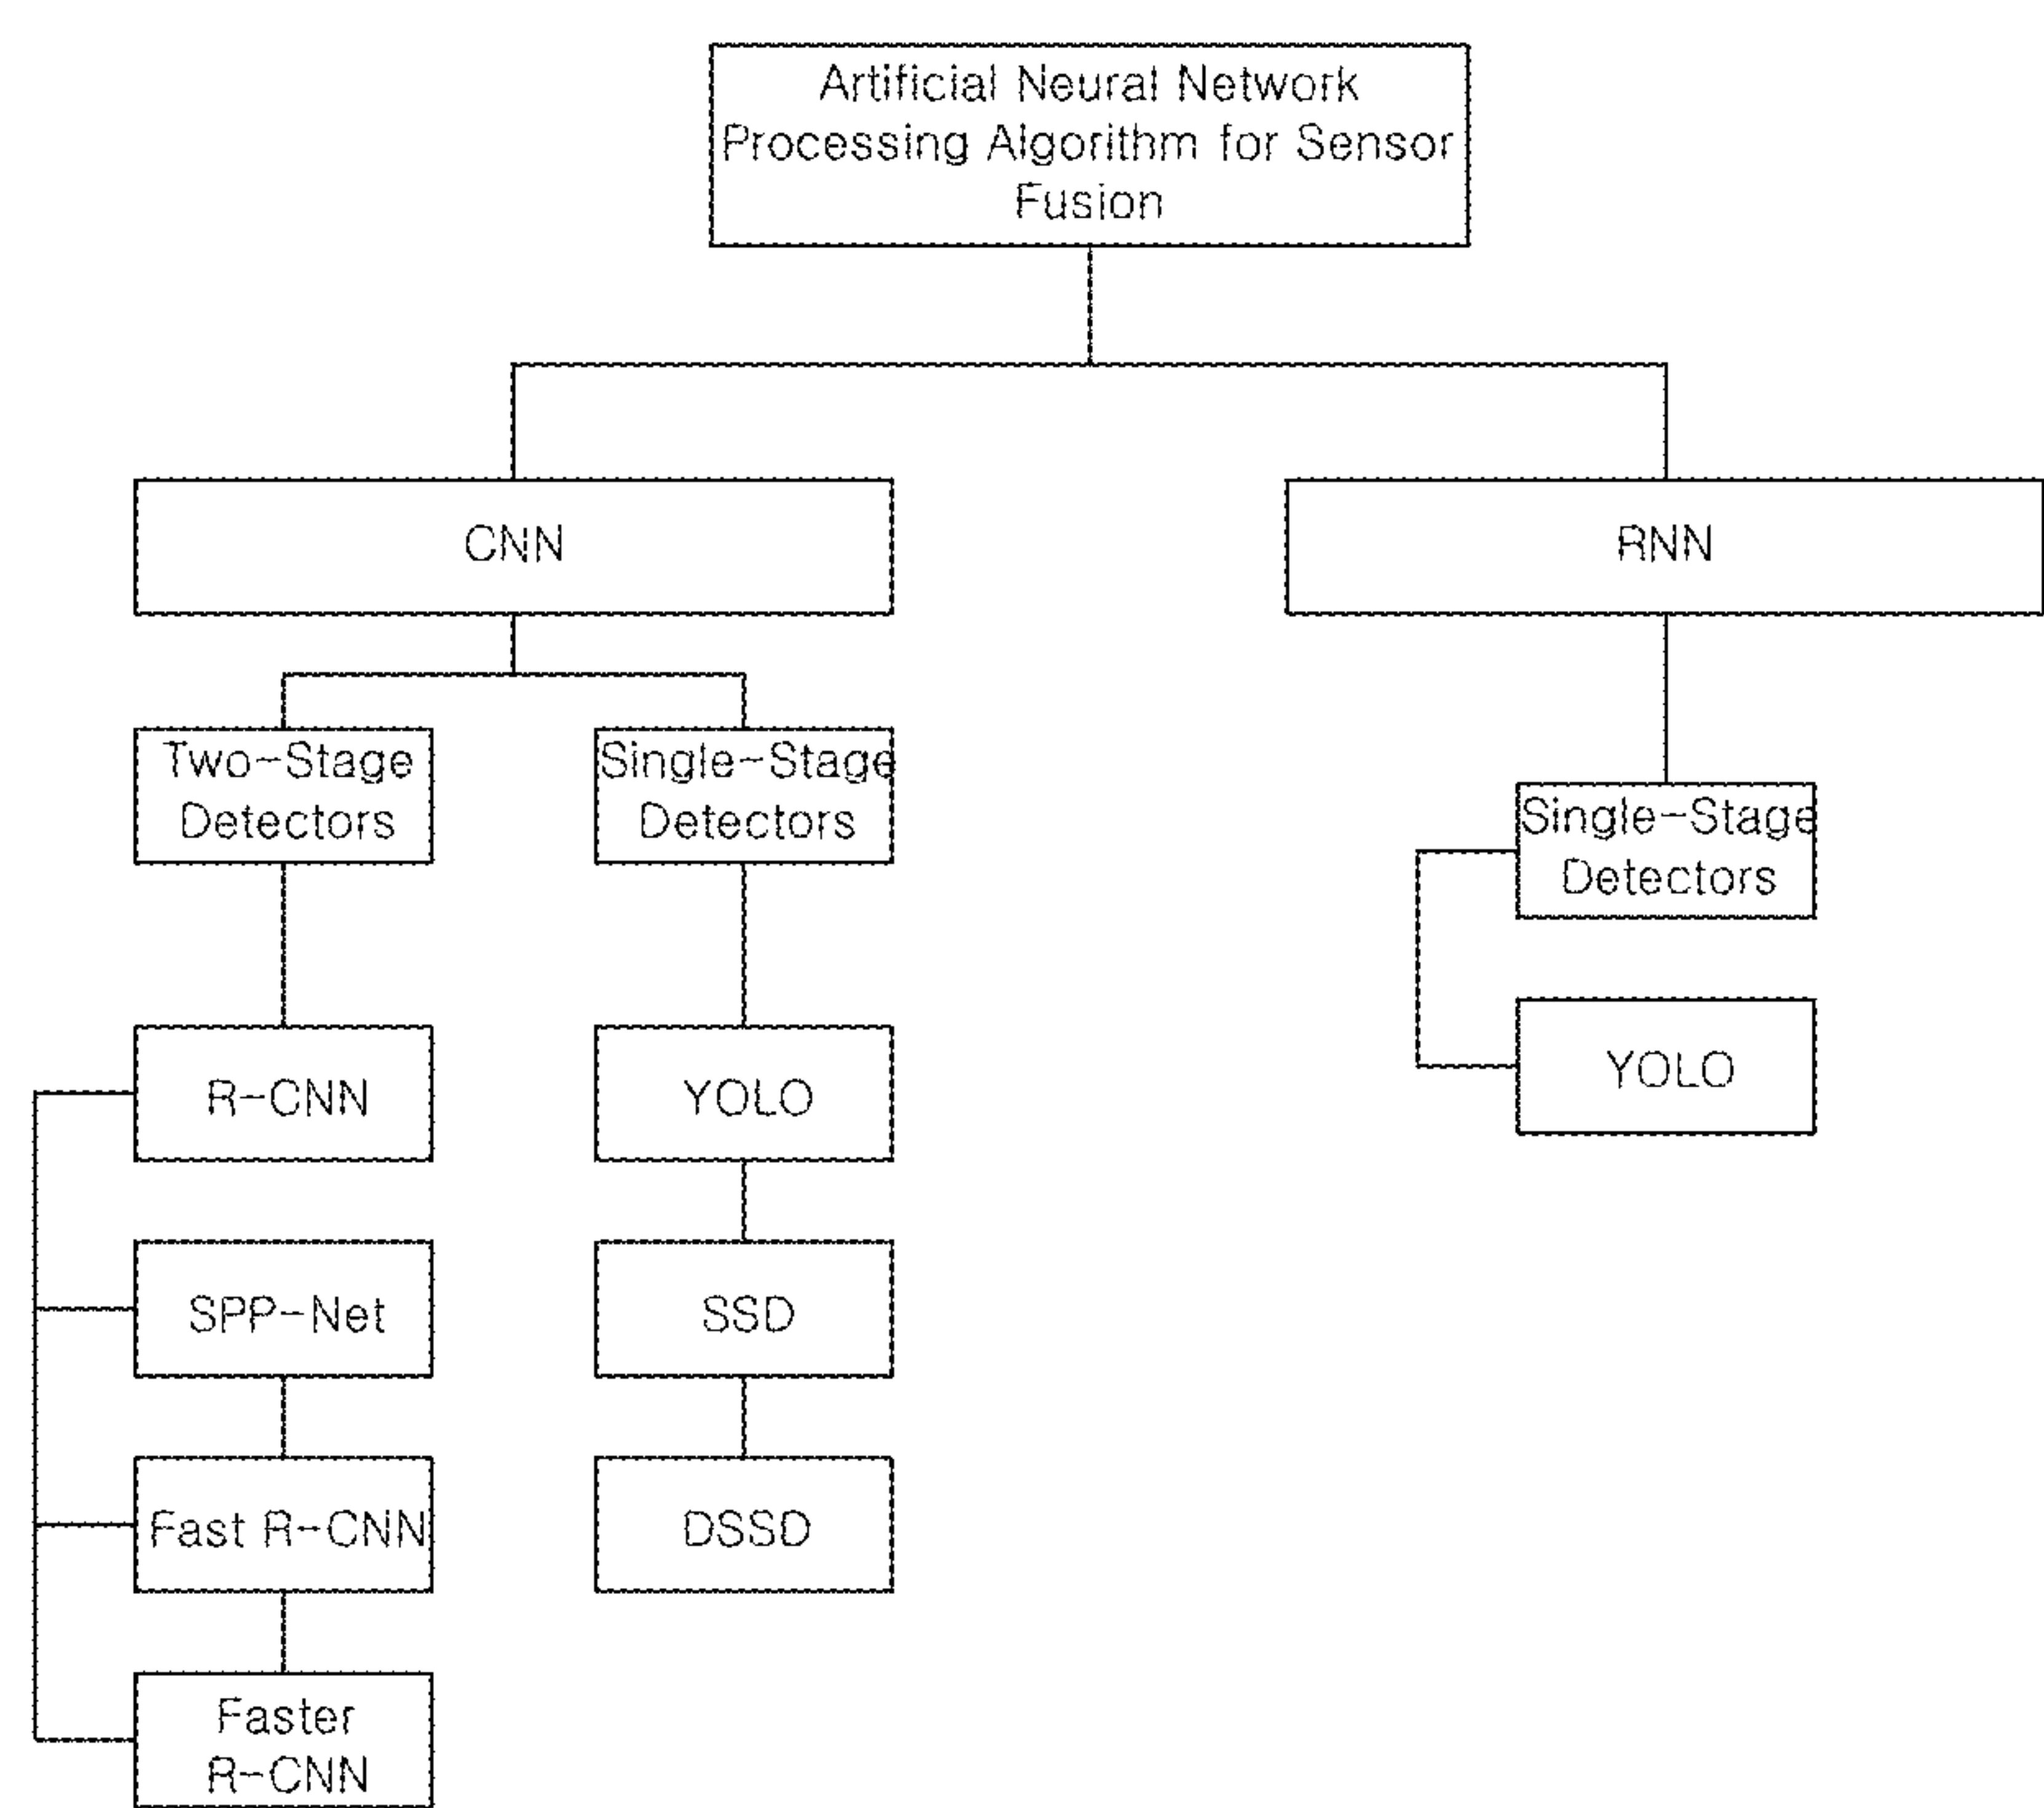 Artificial Neural Network
Processing Algorithm for Sensor
Fusion
CNN
RNN
Two-Stage
Detectors
Single-Stage
Detectors
Single-Stage
Detectors
R-CNN
YOLO
YOLO
SPP-Net
SSD
Fast R-CNN
DSSD
Faster
R-CNN